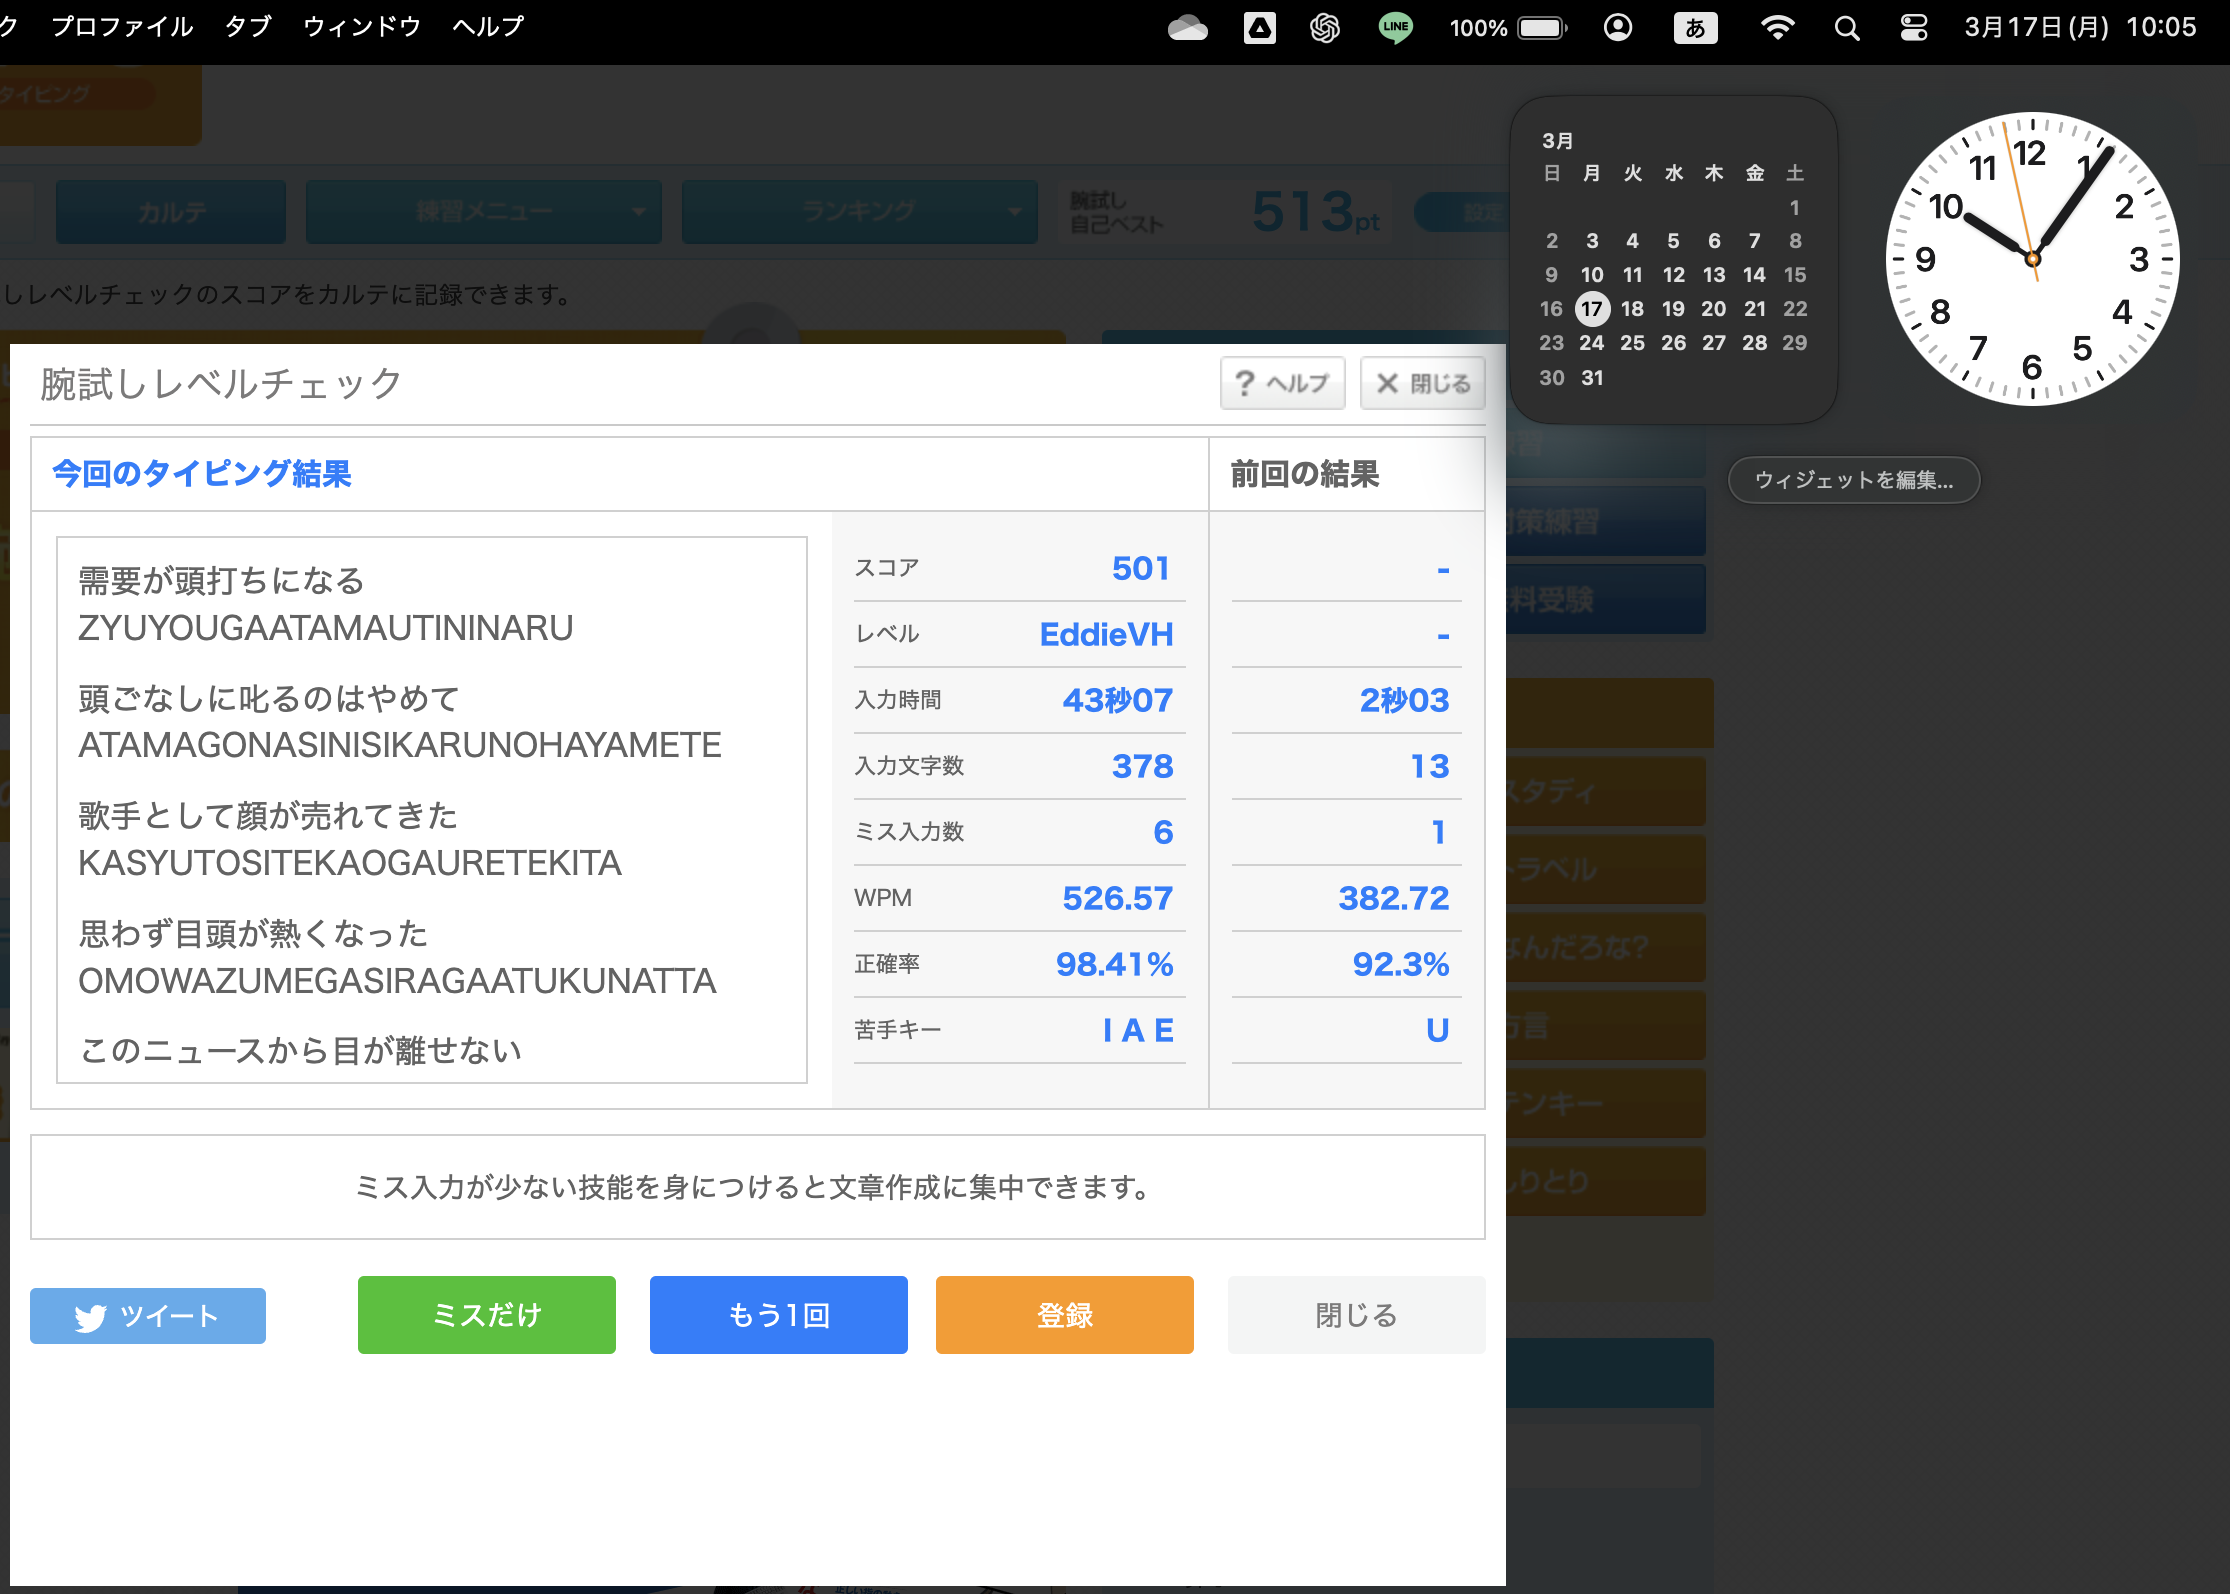 ク プロファイル タブ ウィンドウ ヘルプ LINE 100% あ 3月17日(月) 10:05
タイピング
カルテ 練習メニュー ランキング 腕試し 自己ベスト 513pt 設定
しレベルチェックのスコアをカルテに記録できます。
3月
日 月 火 水 木 金 土
1
2 3 4 5 6 7 8
9 10 11 12 13 14 15
16 17 18 19 20 21 22
23 24 25 26 27 28 29
30 31
12 1 2 3 4 5 6 7 8 9 10 11
ウィジェットを編集...
腕試しレベルチェック
? ヘルプ
× 閉じる
今回のタイピング結果 前回の結果
需要が頭打ちになる
ZYUYOUGAATAMAUTININARU
頭ごなしに叱るのはやめて
ATAMAGONASINISIKARUNOHAYAMETE
歌手として顔が売れてきた
KASYUTOSITEKAOGAURETEKITA
思わず目頭が熱くなった
OMOWAZUMEGASIRAGAATUKUNATTA
このニュースから目が離せない
スコア 501 -
レベル EddieVH -
入力時間 43秒07 2秒03
入力文字数 378 13
ミス入力数 6 1
WPM 526.57 382.72
正確率 98.41% 92.3%
苦手キー I A E U
ミス入力が少ない技能を身につけると文章作成に集中できます。
ツイート
ミスだけ
もう1回
登録
閉じる
対策練習
料受験
スタディ
トラベル
なんだろな?
方言
テンキー
しりとり